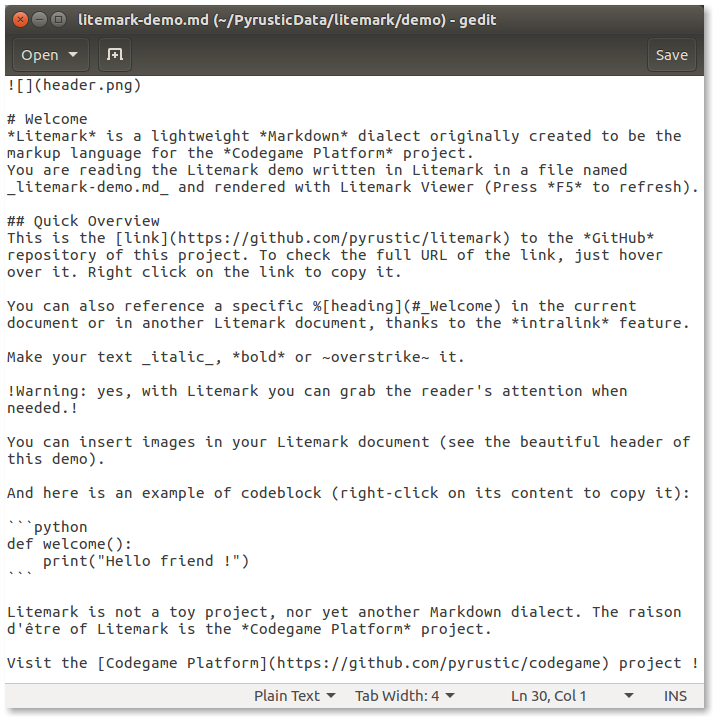 litemark-demo.md (~/PyrusticData/litemark/demo) - gedit
Open Save
![](header.png)
# Welcome
*Litemark* is a lightweight *Markdown* dialect originally created to be the
markup language for the *Codegame Platform* project.
You are reading the Litemark demo written in Litemark in a file named
_litemark-demo.md_ and rendered with Litemark Viewer (Press *F5* to refresh).
## Quick Overview
This is the [link](https://github.com/pyrustic/litemark) to the *GitHub*
repository of this project. To check the full URL of the link, just hover
over it. Right click on the link to copy it.
You can also reference a specific %[heading](#_Welcome) in the current
document or in another Litemark document, thanks to the *intralink* feature.
Make your text _italic_, *bold* or ~overstrike~ it.
!Warning: yes, with Litemark you can grab the reader's attention when
needed.!
You can insert images in your Litemark document (see the beautiful header of
this demo).
And here is an example of codeblock (right-click on its content to copy it):
```python
def welcome():
    print("Hello friend !")
```
Litemark is not a toy project, nor yet another Markdown dialect. The raison
d'être of Litemark is the *Codegame Platform* project.
Visit the [Codegame Platform](https://github.com/pyrustic/codegame) project !
Plain Text Tab Width: 4 Ln 30, Col 1 INS